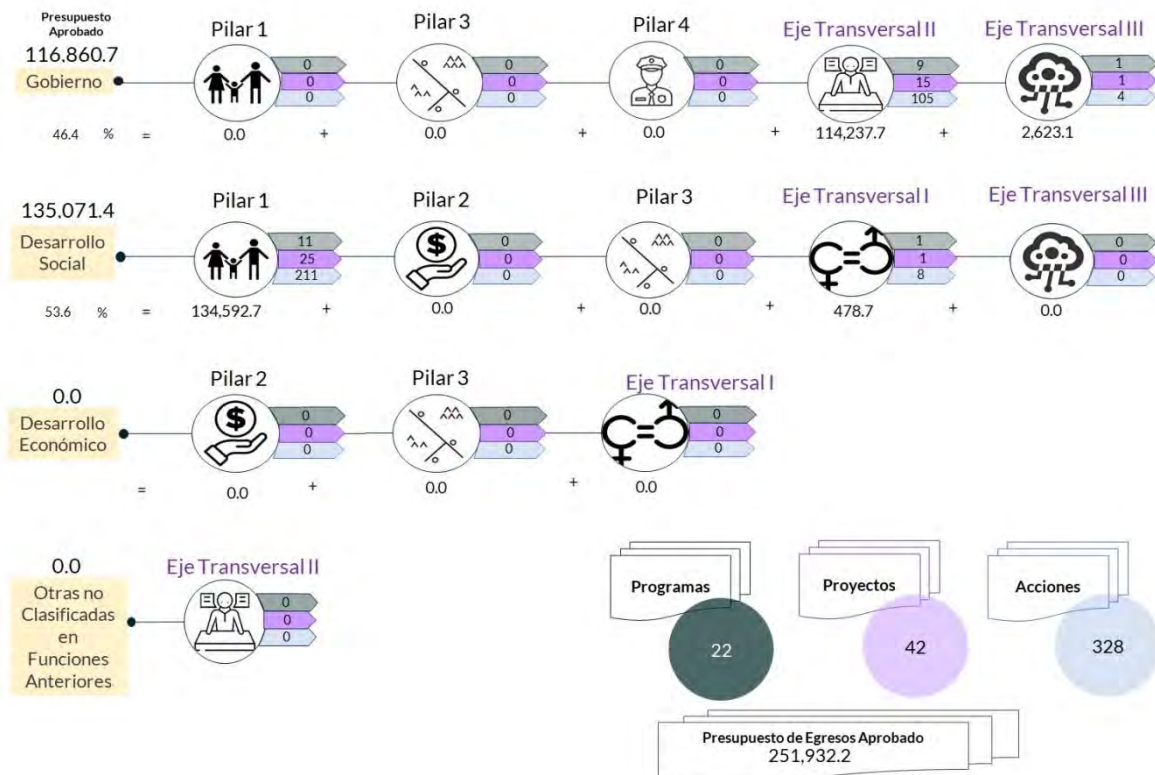 Presupuesto
Aprobado
116.860.7
Gobierno
Pilar 1
0
0
0
Pilar 3
0
0
0
Pilar 4
0
0
0
Eje Transversal II
9
15
105
Eje Transversal III
1
1
4
46.4 % = 0.0 + 0.0 + 0.0 + 114,237.7 + 2,623.1
135,071.4
Desarrollo
Social
Pilar 1
11
25
211
Pilar 2
0
0
0
Pilar 3
0
0
0
Eje Transversal I
1
1
8
Eje Transversal III
0
0
0
53.6 % = 134,592.7 + 0.0 + 0.0 + 478.7 + 0.0
0.0
Desarrollo
Económico
Pilar 2
0
0
0
Pilar 3
0
0
0
Eje Transversal I
0
0
0
= 0.0 + 0.0 + 0.0
0.0
Otras no
Clasificadas
en
Funciones
Anteriores
Eje Transversal II
0
0
0
Programas
22
Proyectos
42
Acciones
328
Presupuesto de Egresos Aprobado
251,932.2